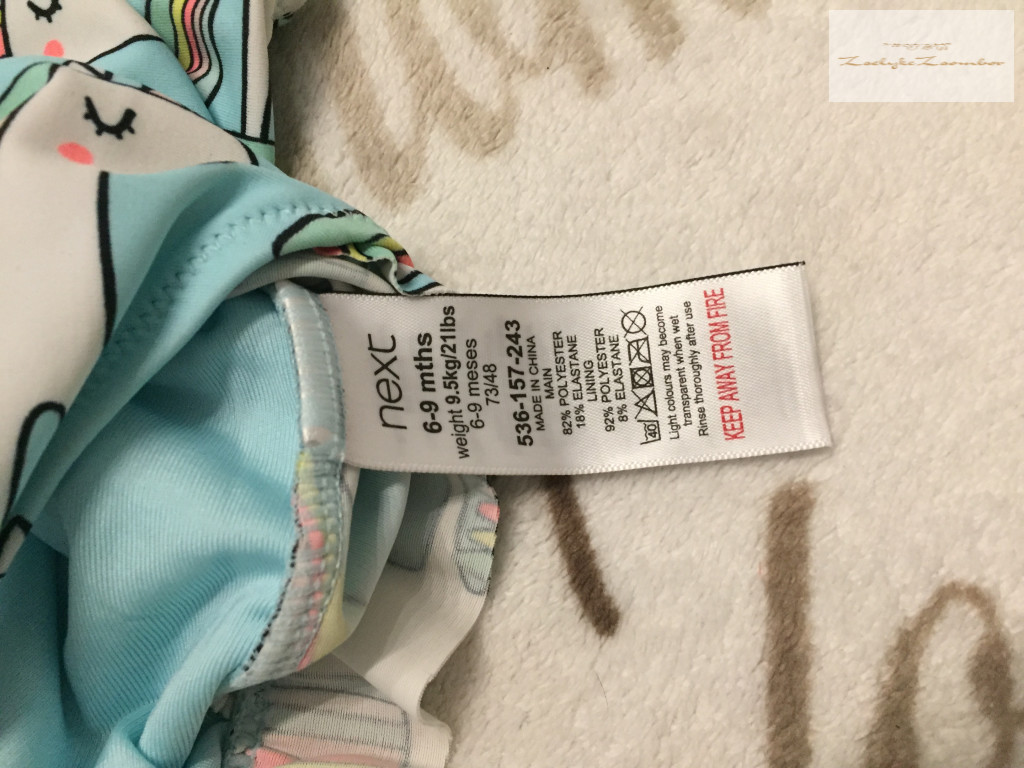 next
6-9 mths
weight 9.5kg/21lbs
6-9 meses
73/48
536-157-243
MADE IN CHINA
MAIN
82% POLYESTER
18% ELASTANE
LINING
92% POLYESTER
8% ELASTANE
40
Light colours may become
transparent when wet
Rinse thoroughly after use
KEEP AWAY FROM FIRE